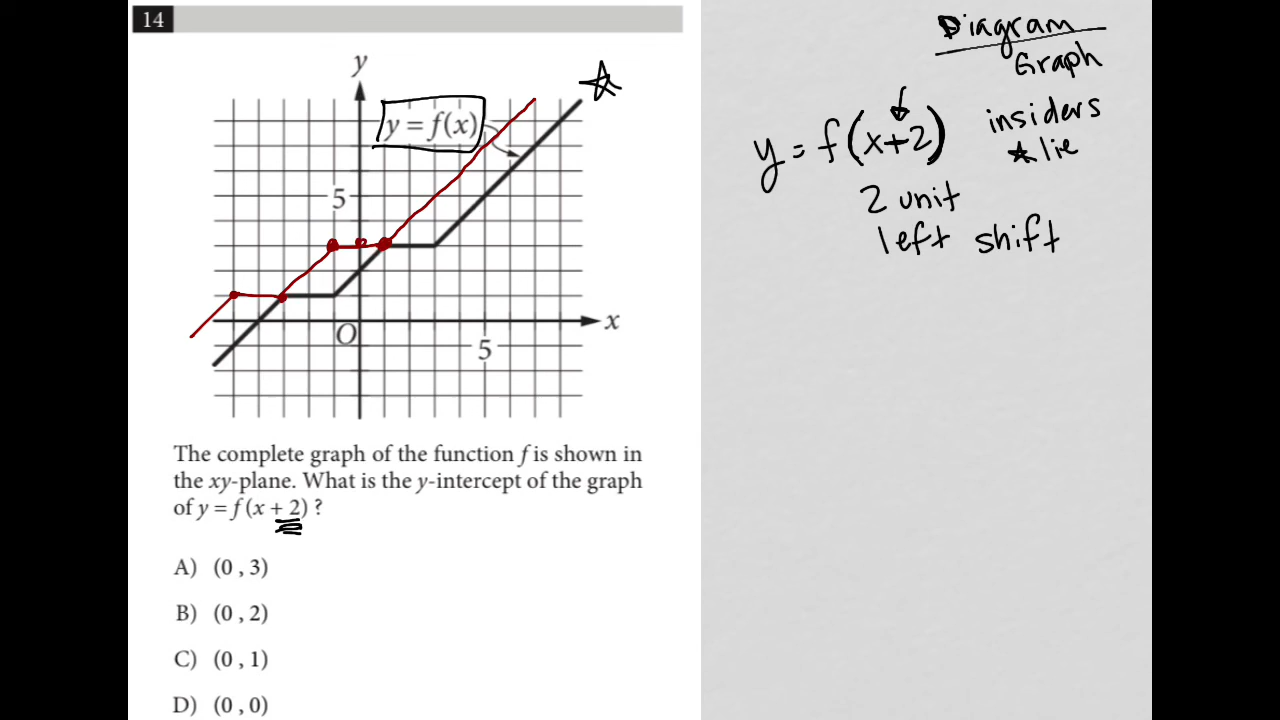 14
y
y = f(x)
5
O
5
x
The complete graph of the function f is shown in
the xy-plane. What is the y-intercept of the graph
of y = f (x + 2) ?
A) (0 , 3)
B) (0 , 2)
C) (0 , 1)
D) (0 , 0)
Diagram
Graph
y = f(x+2)
insiders
lie
2 unit
left shift